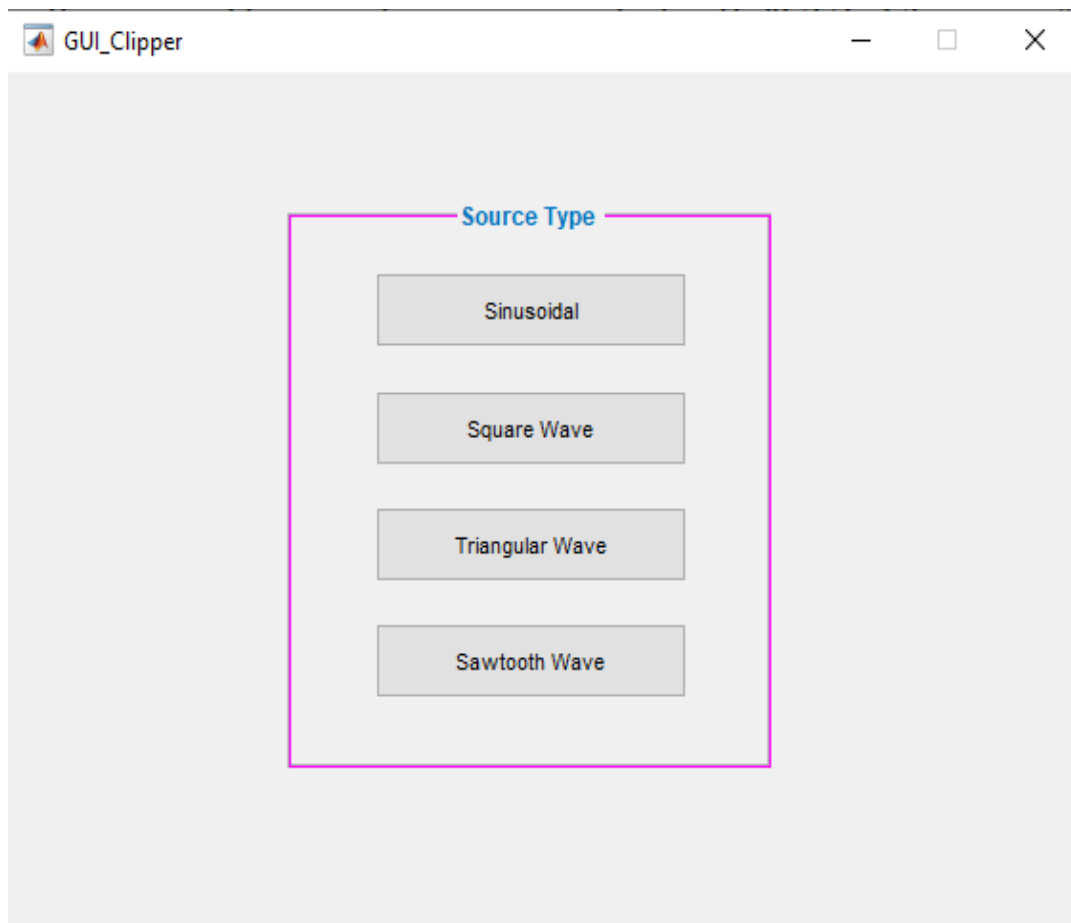 GUI_Clipper
Source Type
Sinusoidal
Square Wave
Triangular Wave
Sawtooth Wave